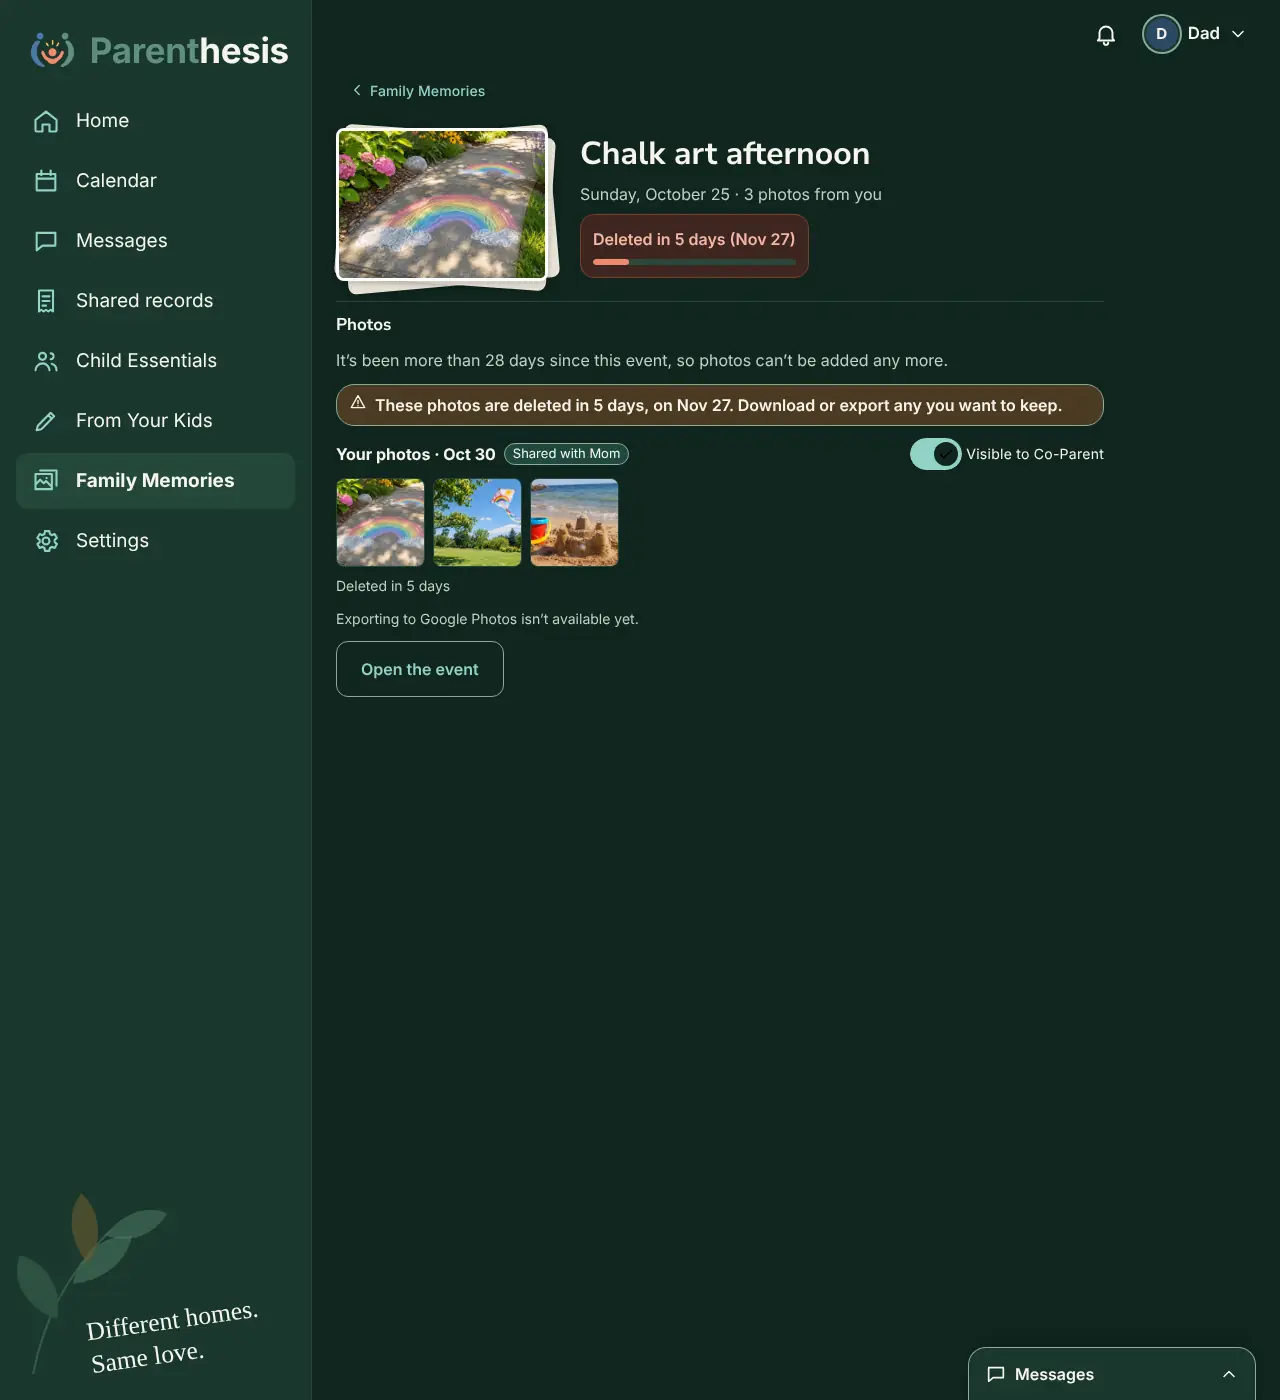 Parenthesis
Home
Calendar
Messages
Shared records
Child Essentials
From Your Kids
Family Memories
Settings
Different homes.
Same love.
D
Dad
Family Memories
Chalk art afternoon
Sunday, October 25 · 3 photos from you
Deleted in 5 days (Nov 27)
Photos
It’s been more than 28 days since this event, so photos can’t be added any more.
These photos are deleted in 5 days, on Nov 27. Download or export any you want to keep.
Your photos · Oct 30
Shared with Mom
Visible to Co-Parent
Deleted in 5 days
Exporting to Google Photos isn’t available yet.
Open the event
Messages